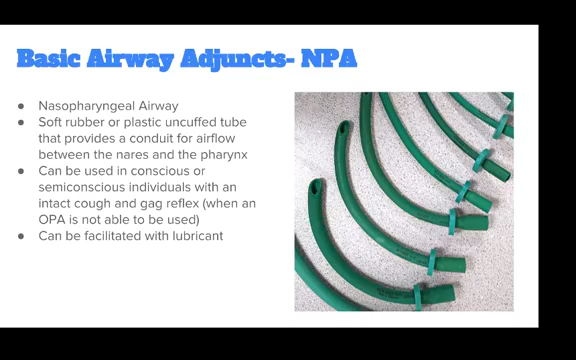 Basic Airway Adjuncts- NPA
● Nasopharyngeal Airway
● Soft rubber or plastic uncuffed tube
that provides a conduit for airflow
between the nares and the pharynx
● Can be used in conscious or
semiconscious individuals with an
intact cough and gag reflex (when an
OPA is not able to be used)
● Can be facilitated with lubricant